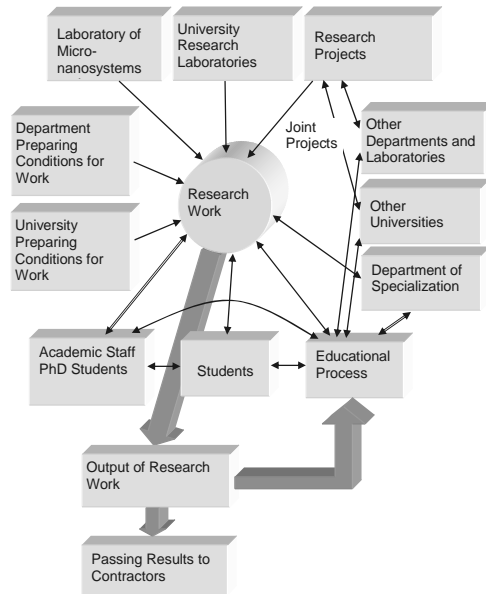 Laboratory of
Micro-
nanosystems
University
Research
Laboratories
Research
Projects
Joint
Projects
Department
Preparing
Conditions for
Work
Other
Departments and
Laboratories
Research
Work
University
Preparing
Conditions for
Work
Other
Universities
Department of
Specialization
Academic Staff
PhD Students
Students
Educational
Process
Output of Research
Work
Passing Results to
Contractors